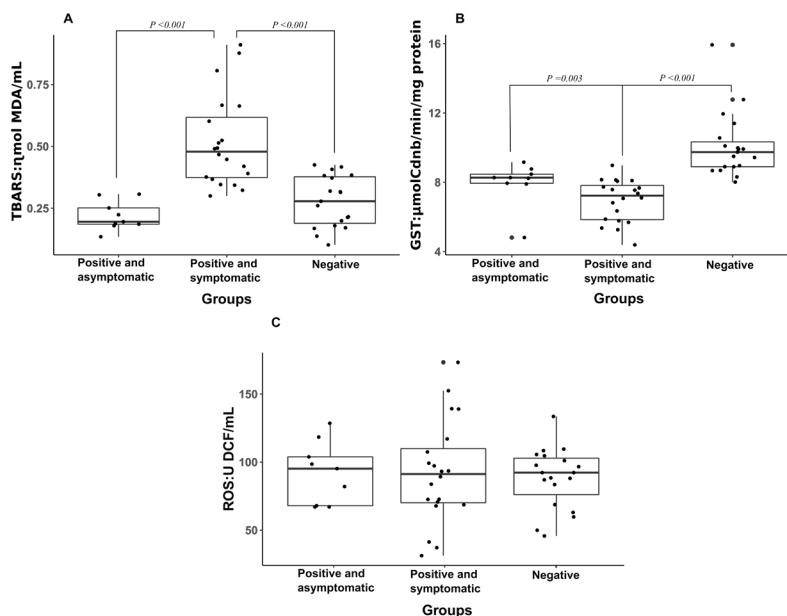 A
P <0.001
P <0.001
TBARS:ηmol MDA/mL
0.75
0.50
0.25
Positive and
asymptomatic
Positive and
symptomatic
Negative
Groups
B
P =0.003
P <0.001
GST:μmolCdnb/min/mg protein
16
12
8
4
Positive and
asymptomatic
Positive and
symptomatic
Negative
Groups
C
ROS:U DCF/mL
150
100
50
Positive and
asymptomatic
Positive and
symptomatic
Negative
Groups